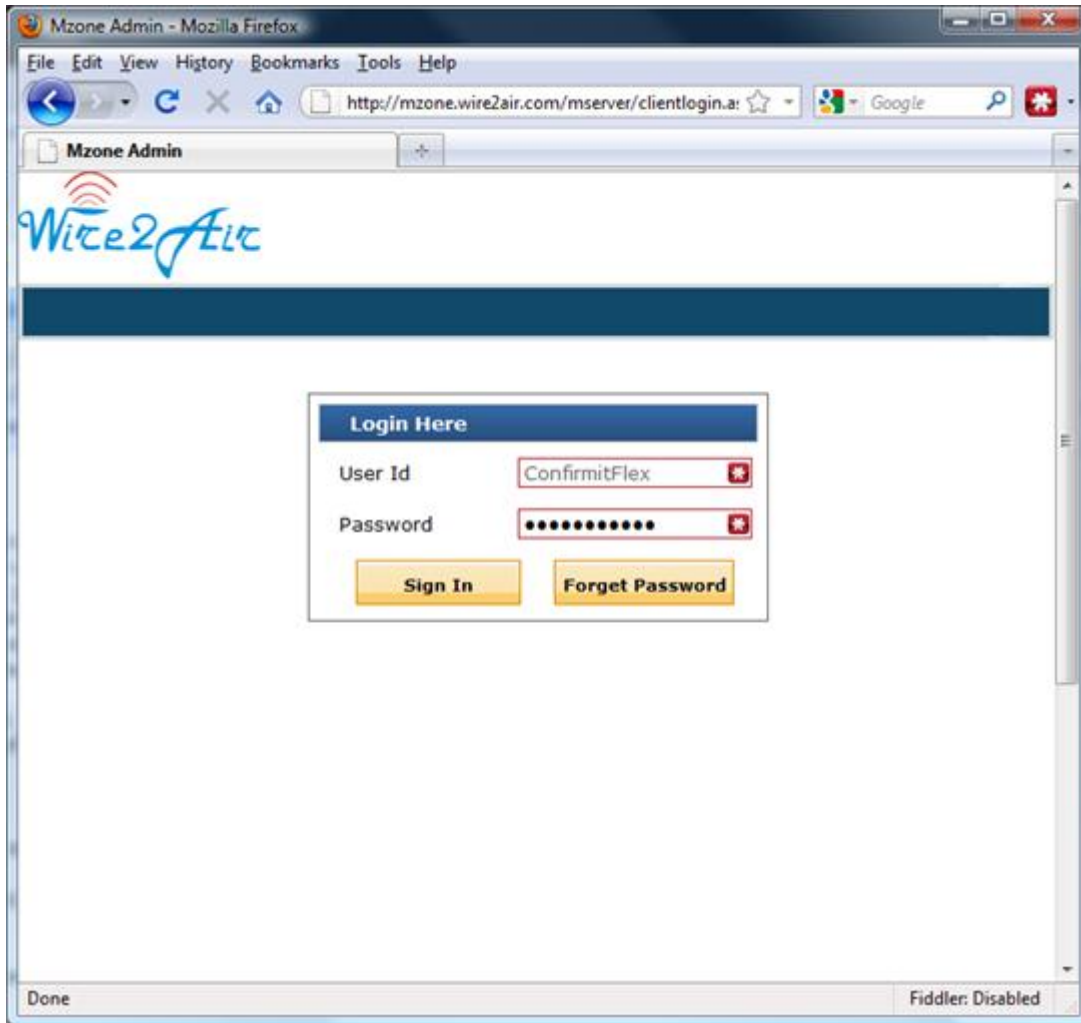 Mzone Admin - Mozilla Firefox
File Edit View History Bookmarks Tools Help
http://mzone.wire2air.com/mserver/clientlogin.a: Google
Mzone Admin
Wire2Air
Login Here
User Id ConfirmitFlex
Password •••••••••••
Sign In Forget Password
Done Fiddler: Disabled